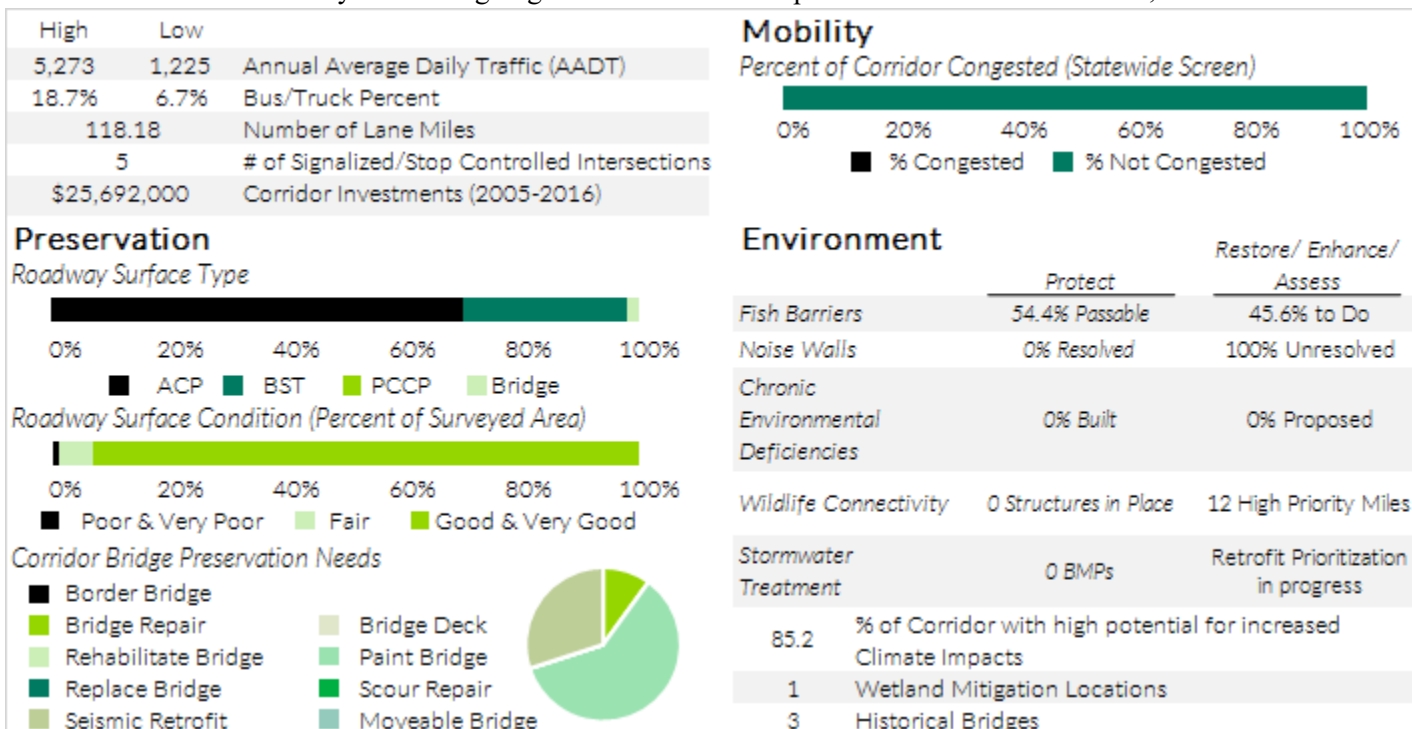 High Low
5,273 1,225 Annual Average Daily Traffic (AADT)
18.7% 6.7% Bus/Truck Percent
118.18 Number of Lane Miles
5 # of Signalized/Stop Controlled Intersections
$25,692,000 Corridor Investments (2005-2016)
Preservation
Roadway Surface Type
0% 20% 40% 60% 80% 100%
ACP BST PCCP Bridge
Roadway Surface Condition (Percent of Surveyed Area)
0% 20% 40% 60% 80% 100%
Poor & Very Poor Fair Good & Very Good
Corridor Bridge Preservation Needs
Border Bridge
Bridge Repair Bridge Deck
Rehabilitate Bridge Paint Bridge
Replace Bridge Scour Repair
Seismic Retrofit Moveable Bridge
Mobility
Percent of Corridor Congested (Statewide Screen)
0% 20% 40% 60% 80% 100%
% Congested % Not Congested
Environment
Restore/ Enhance/
Protect Assess
Fish Barriers 54.4% Passable 45.6% to Do
Noise Walls 0% Resolved 100% Unresolved
Chronic
Environmental 0% Built 0% Proposed
Deficiencies
Wildlife Connectivity 0 Structures in Place 12 High Priority Miles
Stormwater Retrofit Prioritization
Treatment 0 BMPs in progress
85.2 % of Corridor with high potential for increased
Climate Impacts
1 Wetland Mitigation Locations
3 Historical Bridges